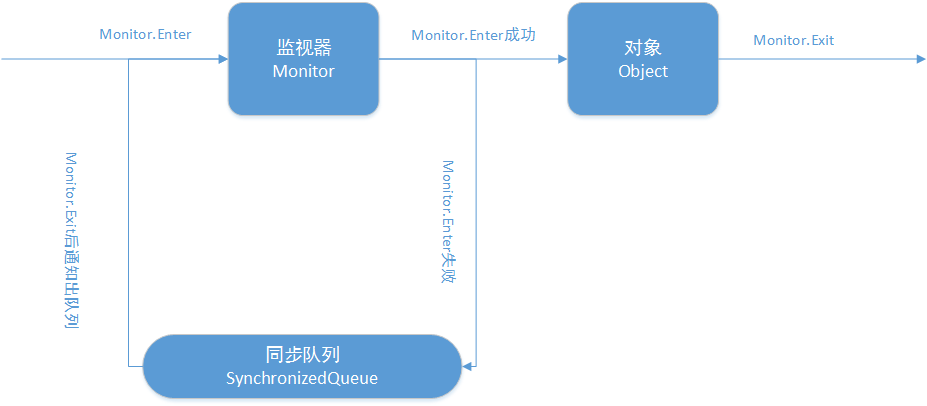 Monitor.Enter
监视器
Monitor
Monitor.Enter成功
对象
Object
Monitor.Exit
Monitor.Exit后通知出队列
Monitor.Enter失败
同步队列
SynchronizedQueue